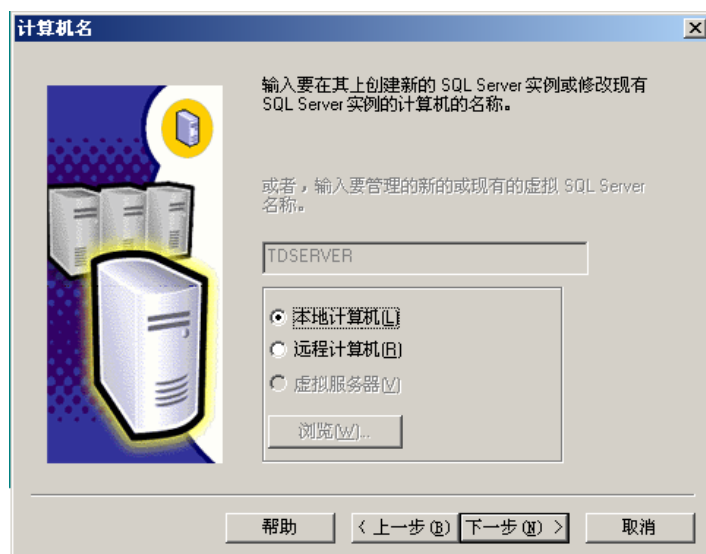 计算机名
输入要在其上创建新的 SQL Server 实例或修改现有
SQL Server 实例的计算机的名称。
或者，输入要管理的新的或现有的虚拟 SQL Server
名称。
TDSERVER
本地计算机(L)
远程计算机(R)
虚拟服务器(V)
浏览(W)...
帮助
< 上一步(B)
下一步(N) >
取消